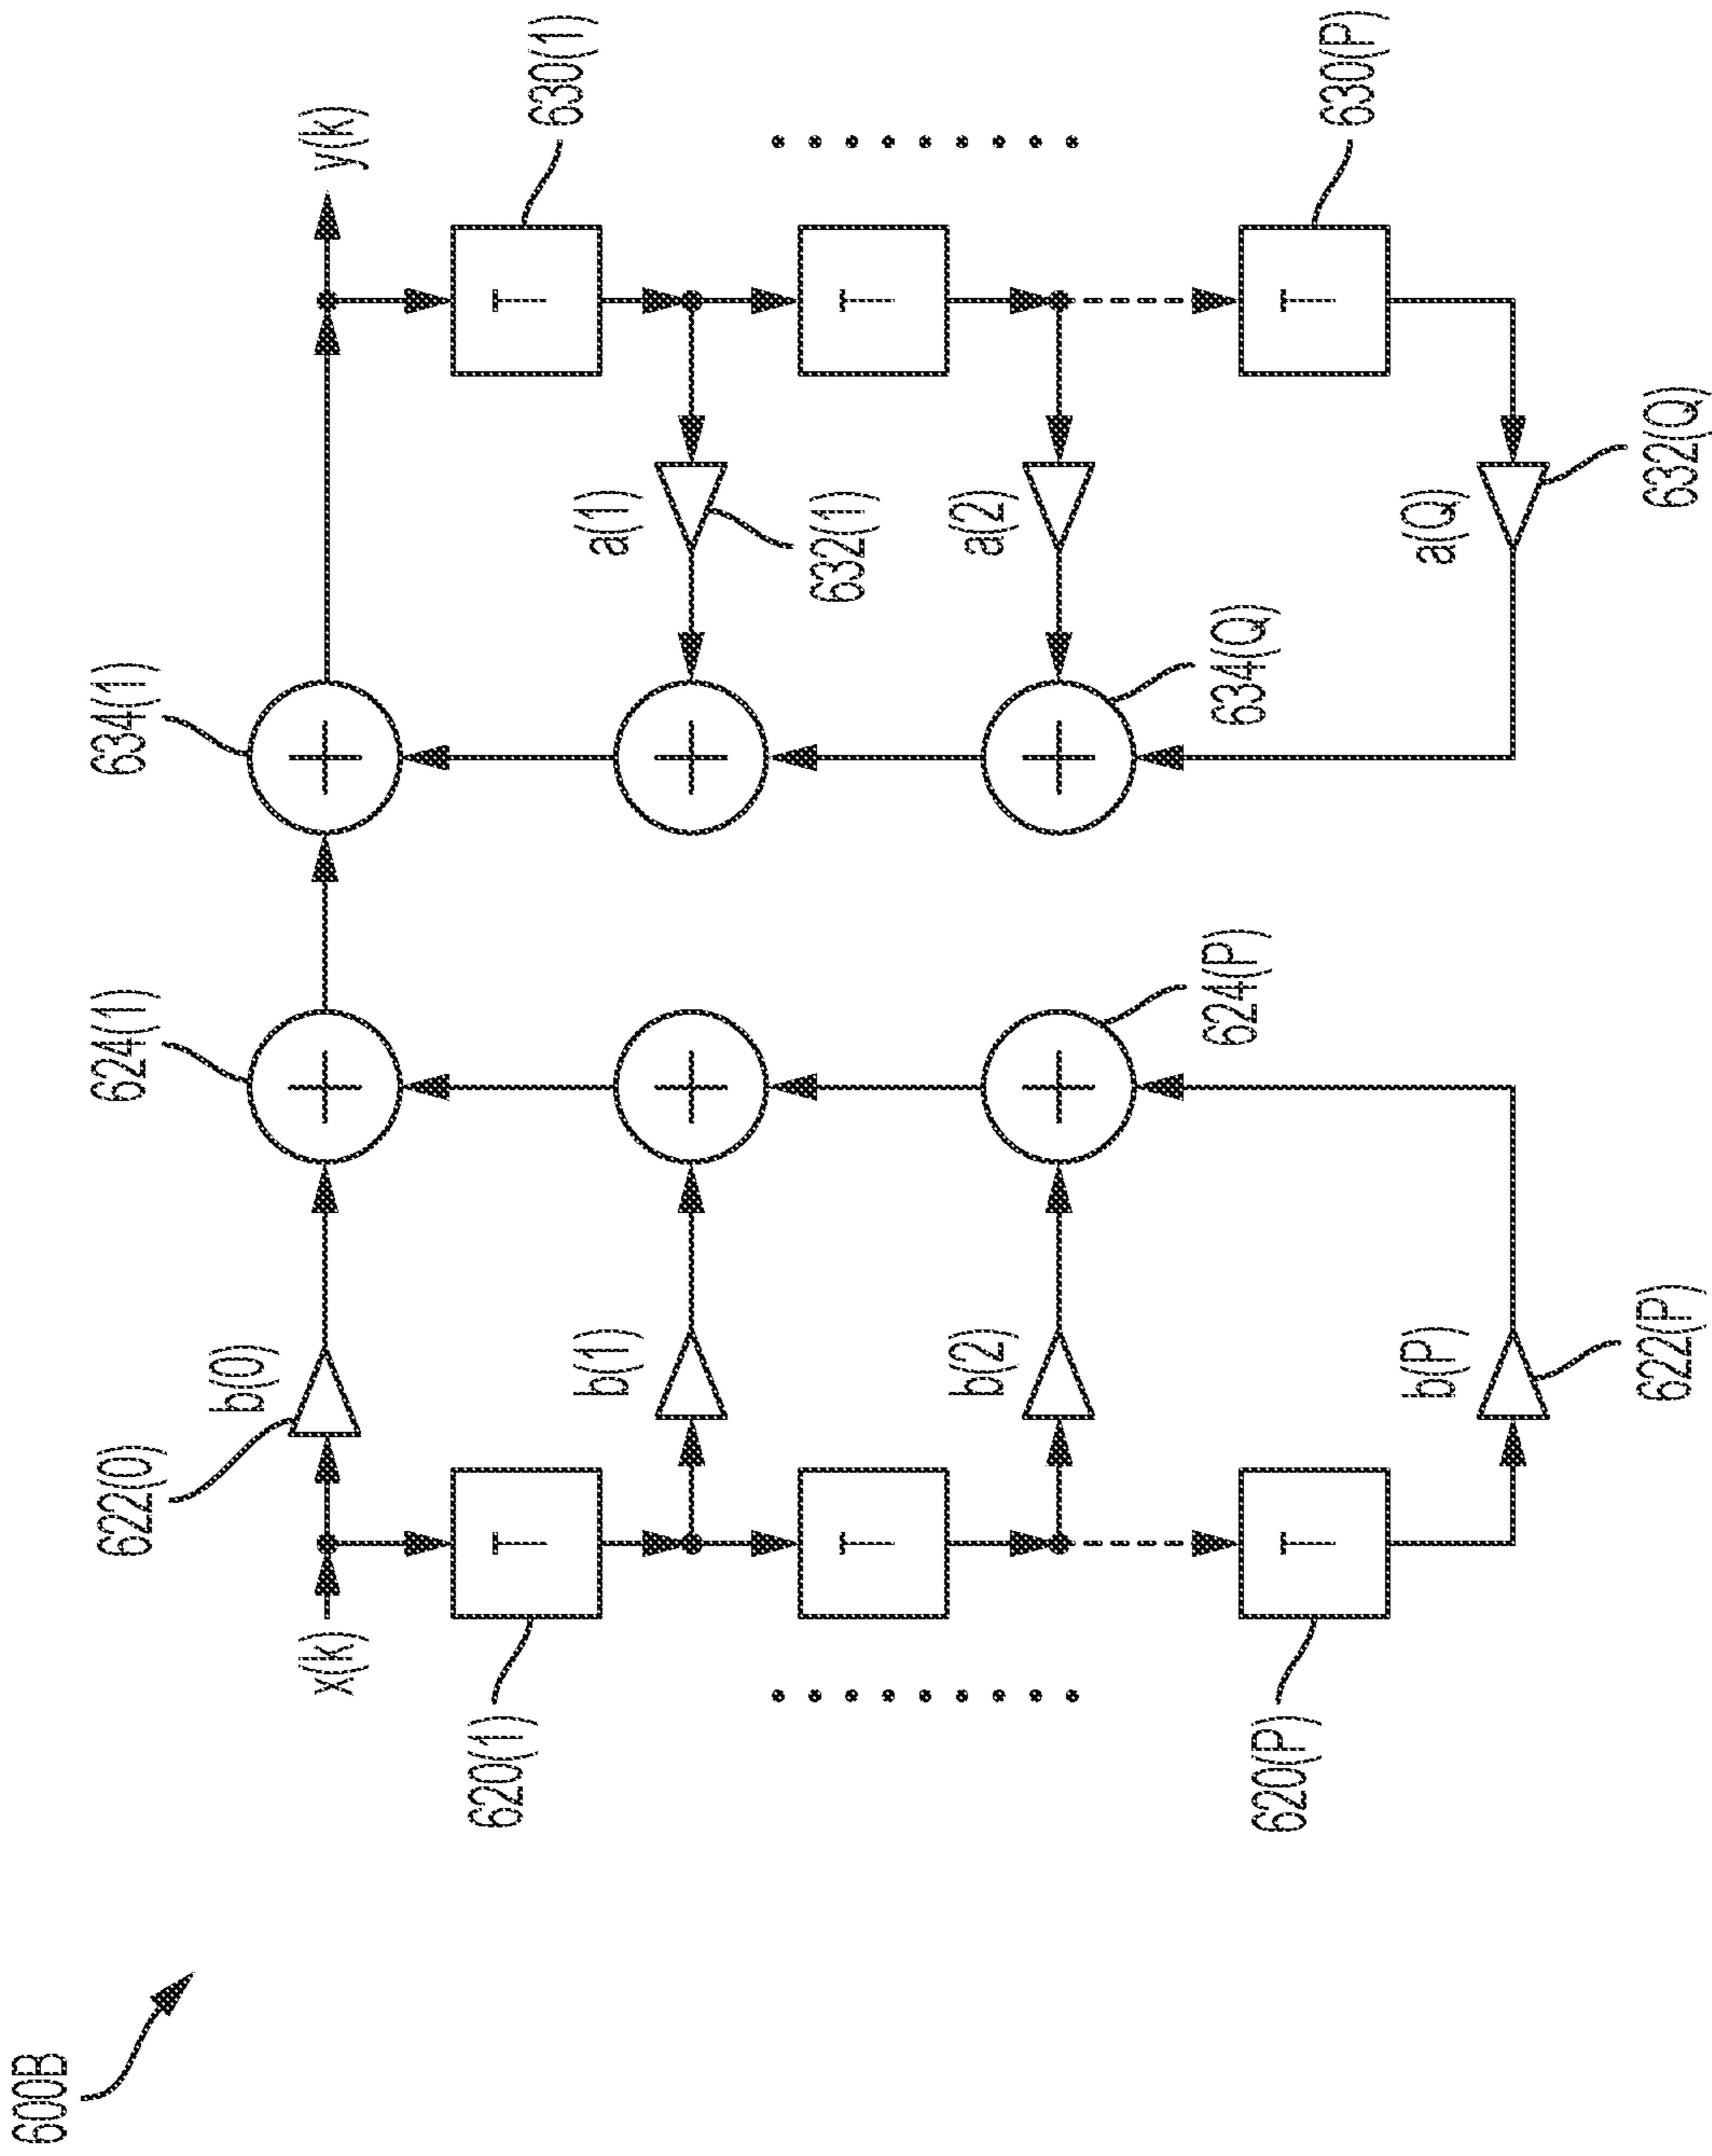 600B
x(k)
622(0)
b(0)
624(1)
634(1)
y(k)
620(1)
T
b(1)
a(1)
632(1)
T
630(1)
T
b(2)
624(P)
634(Q)
a(2)
T
620(P)
T
b(P)
622(P)
a(Q)
632(Q)
T
630(P)